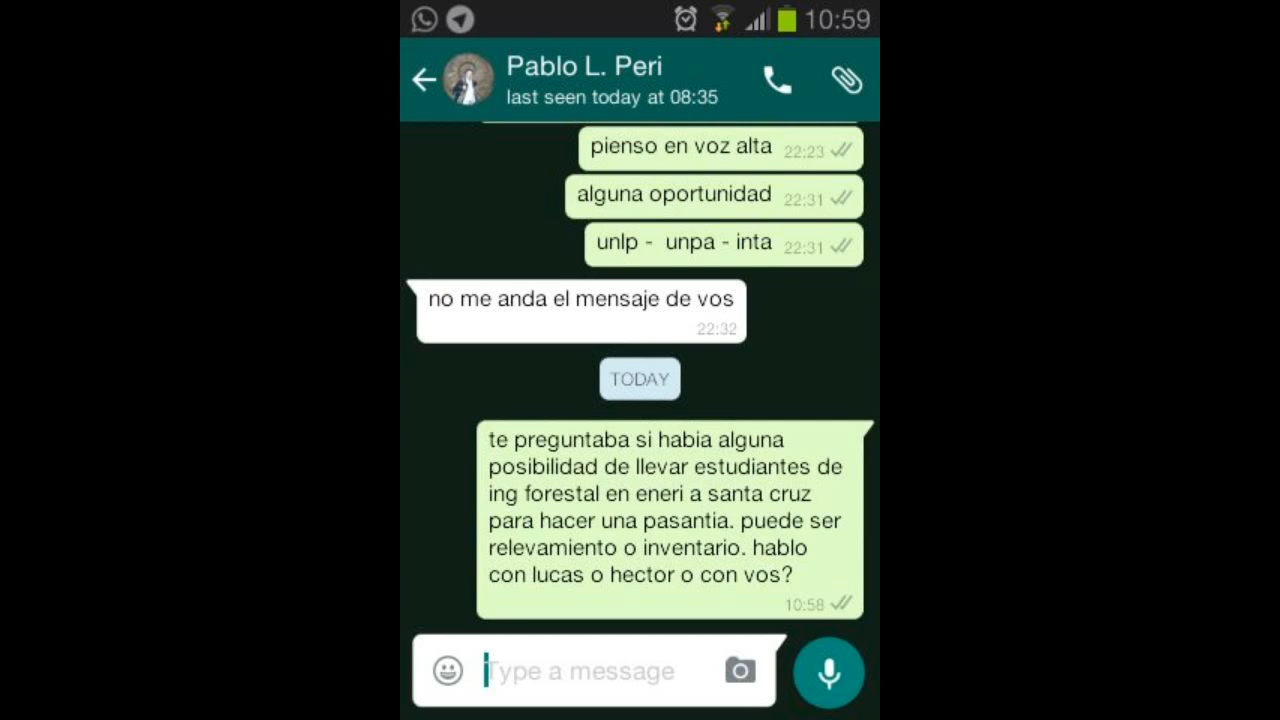 10:59
Pablo L. Peri
last seen today at 08:35
pienso en voz alta 22:23
alguna oportunidad 22:31
unlp - unpa - inta 22:31
no me anda el mensaje de vos
22:32
TODAY
te preguntaba si habia alguna
posibilidad de llevar estudiantes de
ing forestal en eneri a santa cruz
para hacer una pasantia. puede ser
relevamiento o inventario. hablo
con lucas o hector o con vos?
10:58
Type a message